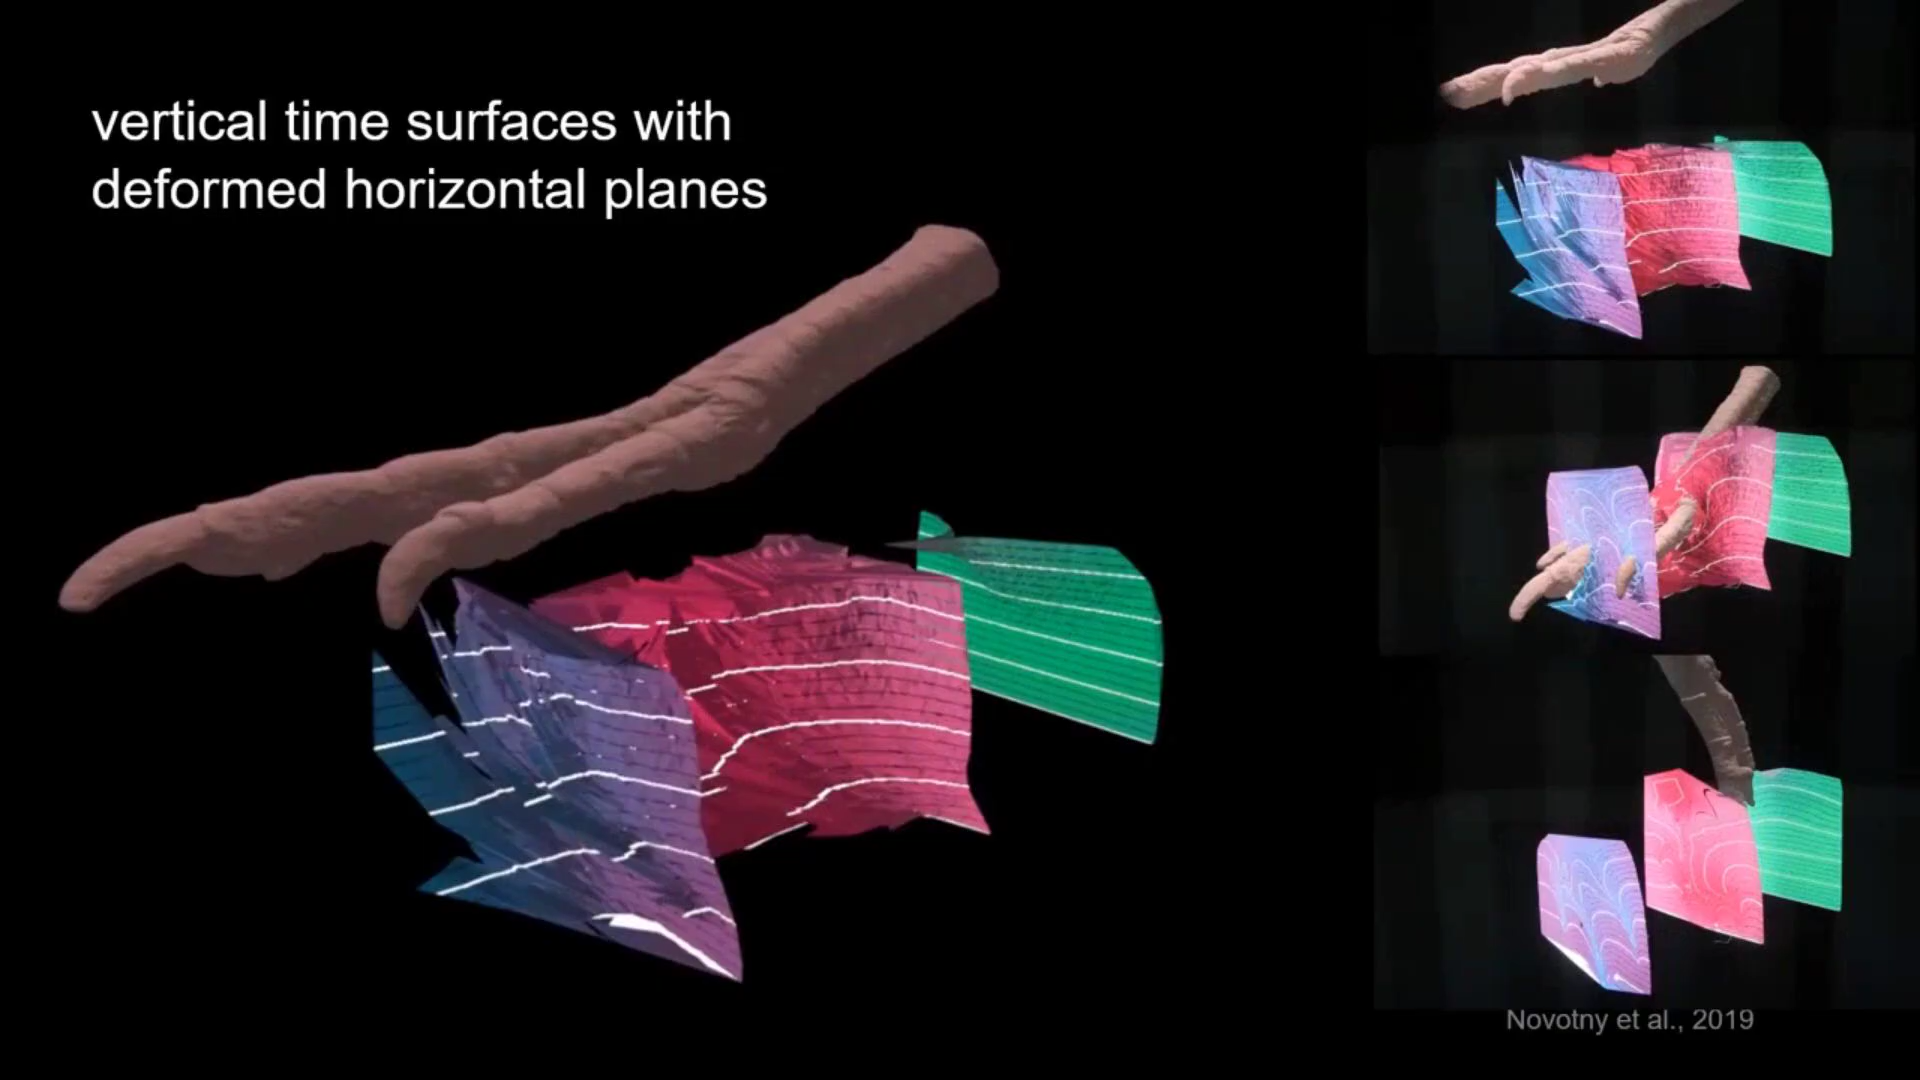 vertical time surfaces with
deformed horizontal planes
Novotny et al., 2019